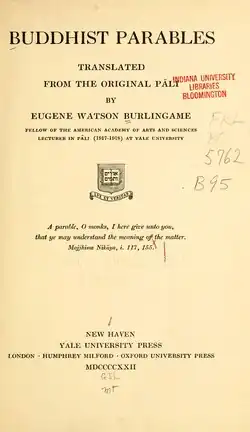 BUDDHIST PARABLES
TRANSLATED
FROM THE ORIGINAL PĀLI
BY
EUGENE WATSON BURLINGAME
FELLOW OF THE AMERICAN ACADEMY OF ARTS AND SCIENCES
LECTURER IN PĀLI (1917-1918) AT YALE UNIVERSITY
INDIANA UNIVERSITY
LIBRARIES
BLOOMINGTON
5762
B95
A parable, O monks, I here give unto you,
that ye may understand the meaning of the matter.
Majjhima Nikāya, i. 117, 155.
NEW HAVEN
YALE UNIVERSITY PRESS
LONDON · HUMPHREY MILFORD · OXFORD UNIVERSITY PRESS
MDCCCCXXII